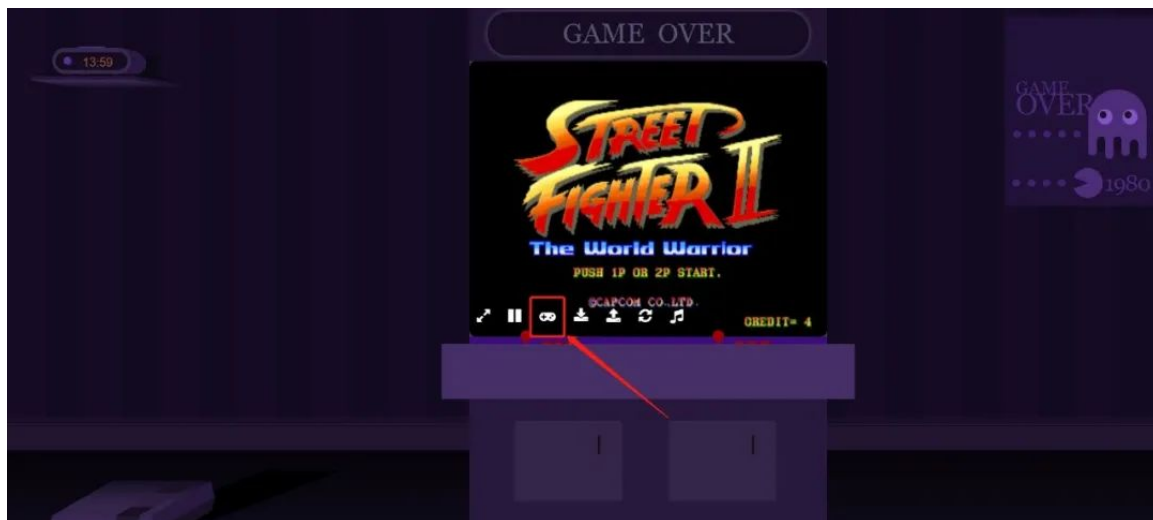 GAME OVER
13:59
STREET
FIGHTER II
The World Warrior
PUSH 1P OR 2P START.
©CAPCOM CO.,LTD.
CREDIT= 4
GAME
OVER
1980